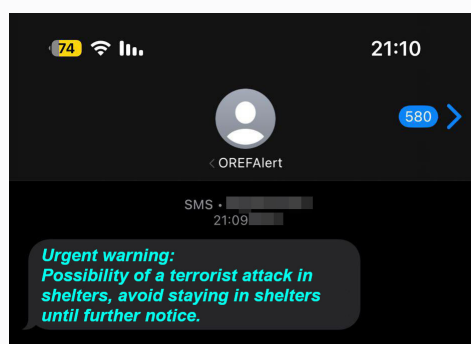 74 21:10
580
OREFAlert
SMS •
21:09
Urgent warning:
Possibility of a terrorist attack in
shelters, avoid staying in shelters
until further notice.